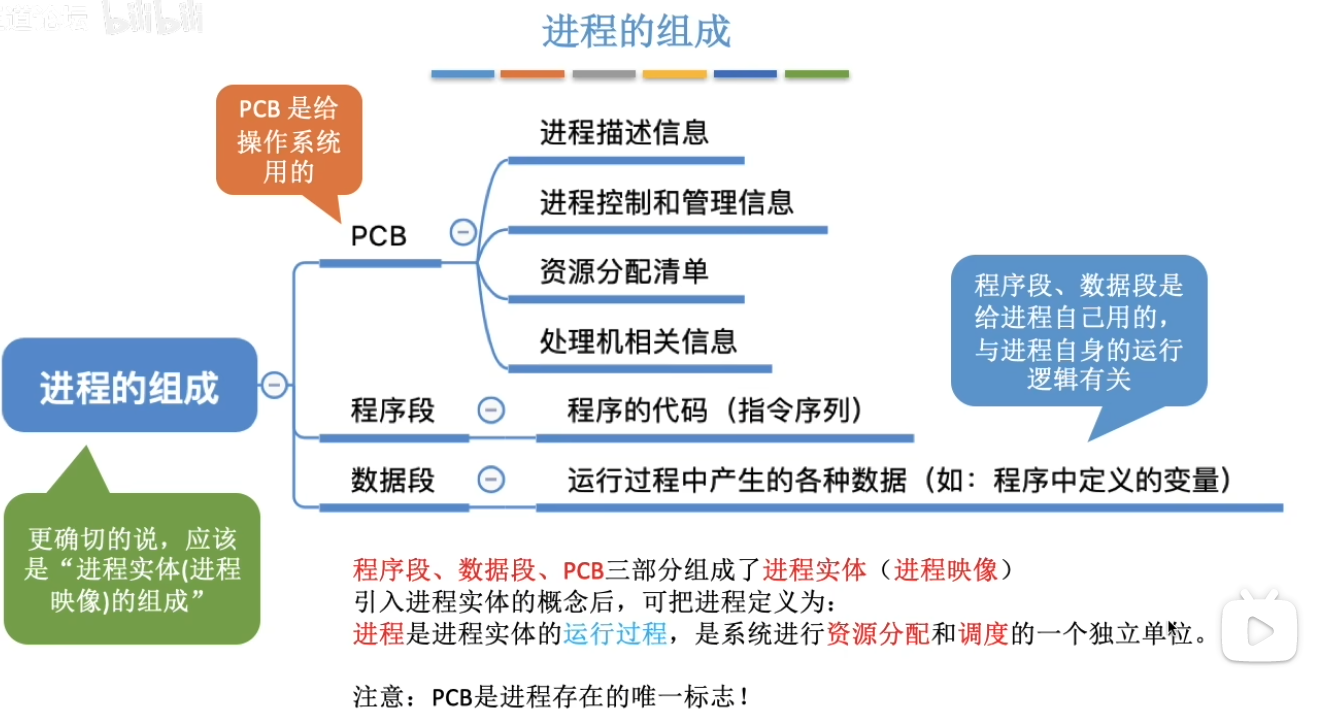 bilibili
进程的组成
PCB 是给
操作系统
用的
PCB
进程描述信息
进程控制和管理信息
资源分配清单
处理机相关信息
程序段、数据段是
给进程自己用的，
与进程自身的运行
逻辑有关
进程的组成
程序段
程序的代码（指令序列）
数据段
运行过程中产生的各种数据（如：程序中定义的变量）
更确切的说，应该
是“进程实体(进程
映像)的组成”
程序段、数据段、PCB三部分组成了进程实体（进程映像）
引入进程实体的概念后，可把进程定义为：
进程是进程实体的运行过程，是系统进行资源分配和调度的一个独立单位。
注意：PCB是进程存在的唯一标志！